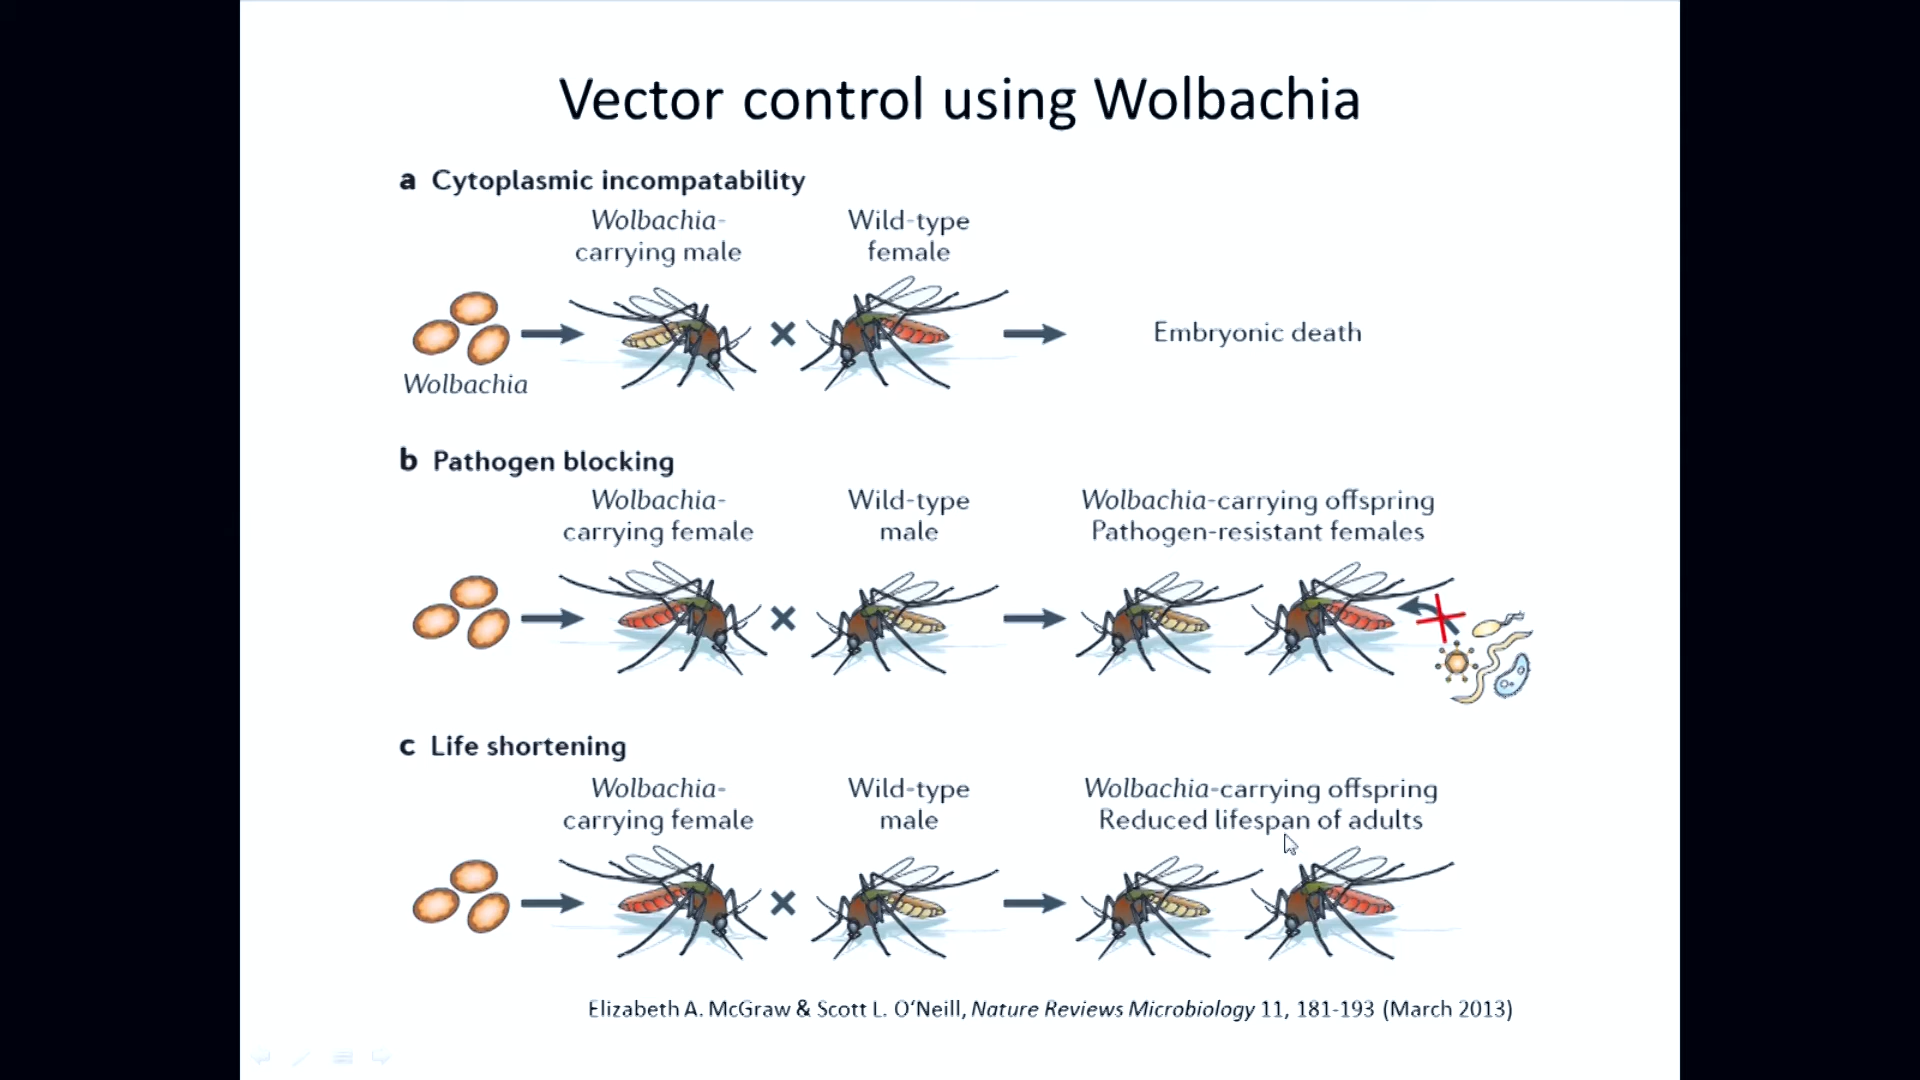 Vector control using Wolbachia
a Cytoplasmic incompatability
Wolbachia-
carrying male
Wild-type
female
Embryonic death
Wolbachia
b Pathogen blocking
Wolbachia-
carrying female
Wild-type
male
Wolbachia-carrying offspring
Pathogen-resistant females
c Life shortening
Wolbachia-
carrying female
Wild-type
male
Wolbachia-carrying offspring
Reduced lifespan of adults
Elizabeth A. McGraw & Scott L. O‘Neill, Nature Reviews Microbiology 11, 181-193 (March 2013)